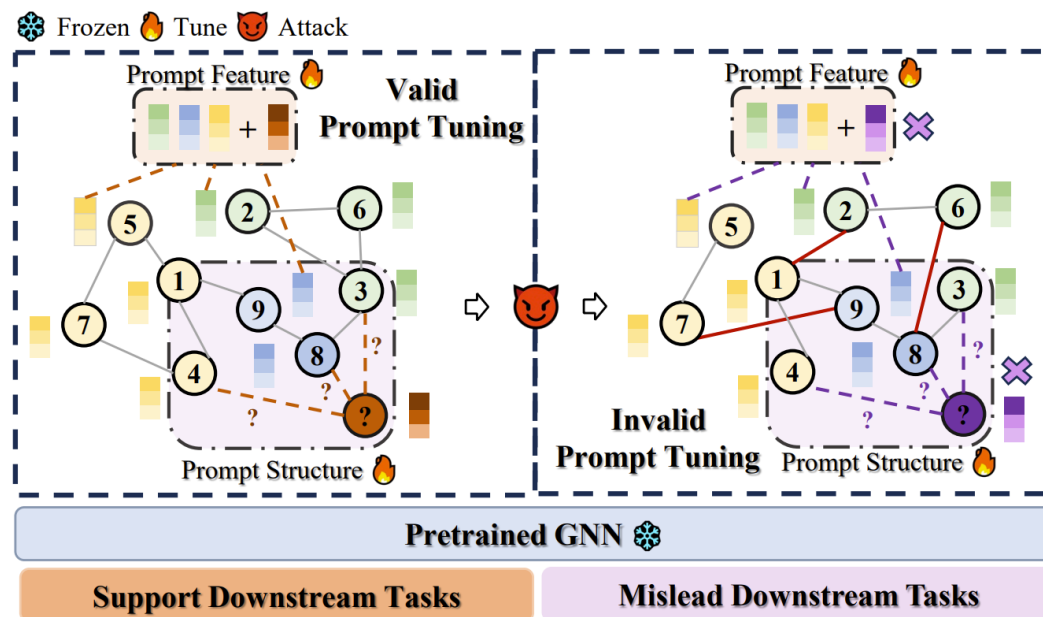 Frozen Tune Attack
Prompt Feature
Valid
Prompt Tuning
+
2
6
5
1
3
9
7
8
4
?
?
?
?
Prompt Structure
Prompt Feature
+
2
6
5
1
3
9
7
8
4
?
?
?
?
Invalid
Prompt Tuning
Prompt Structure
Pretrained GNN
Support Downstream Tasks
Mislead Downstream Tasks